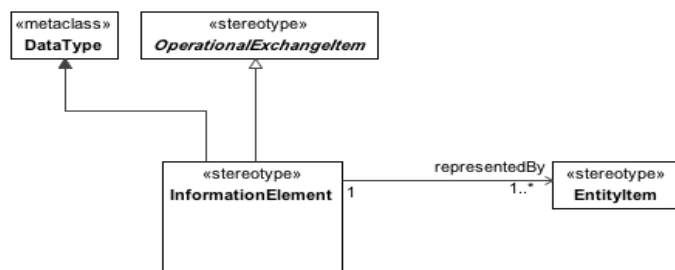 «metaclass»
DataType
«stereotype»
OperationalExchangeItem
«stereotype»
InformationElement
representedBy
1
1..*
«stereotype»
EntityItem